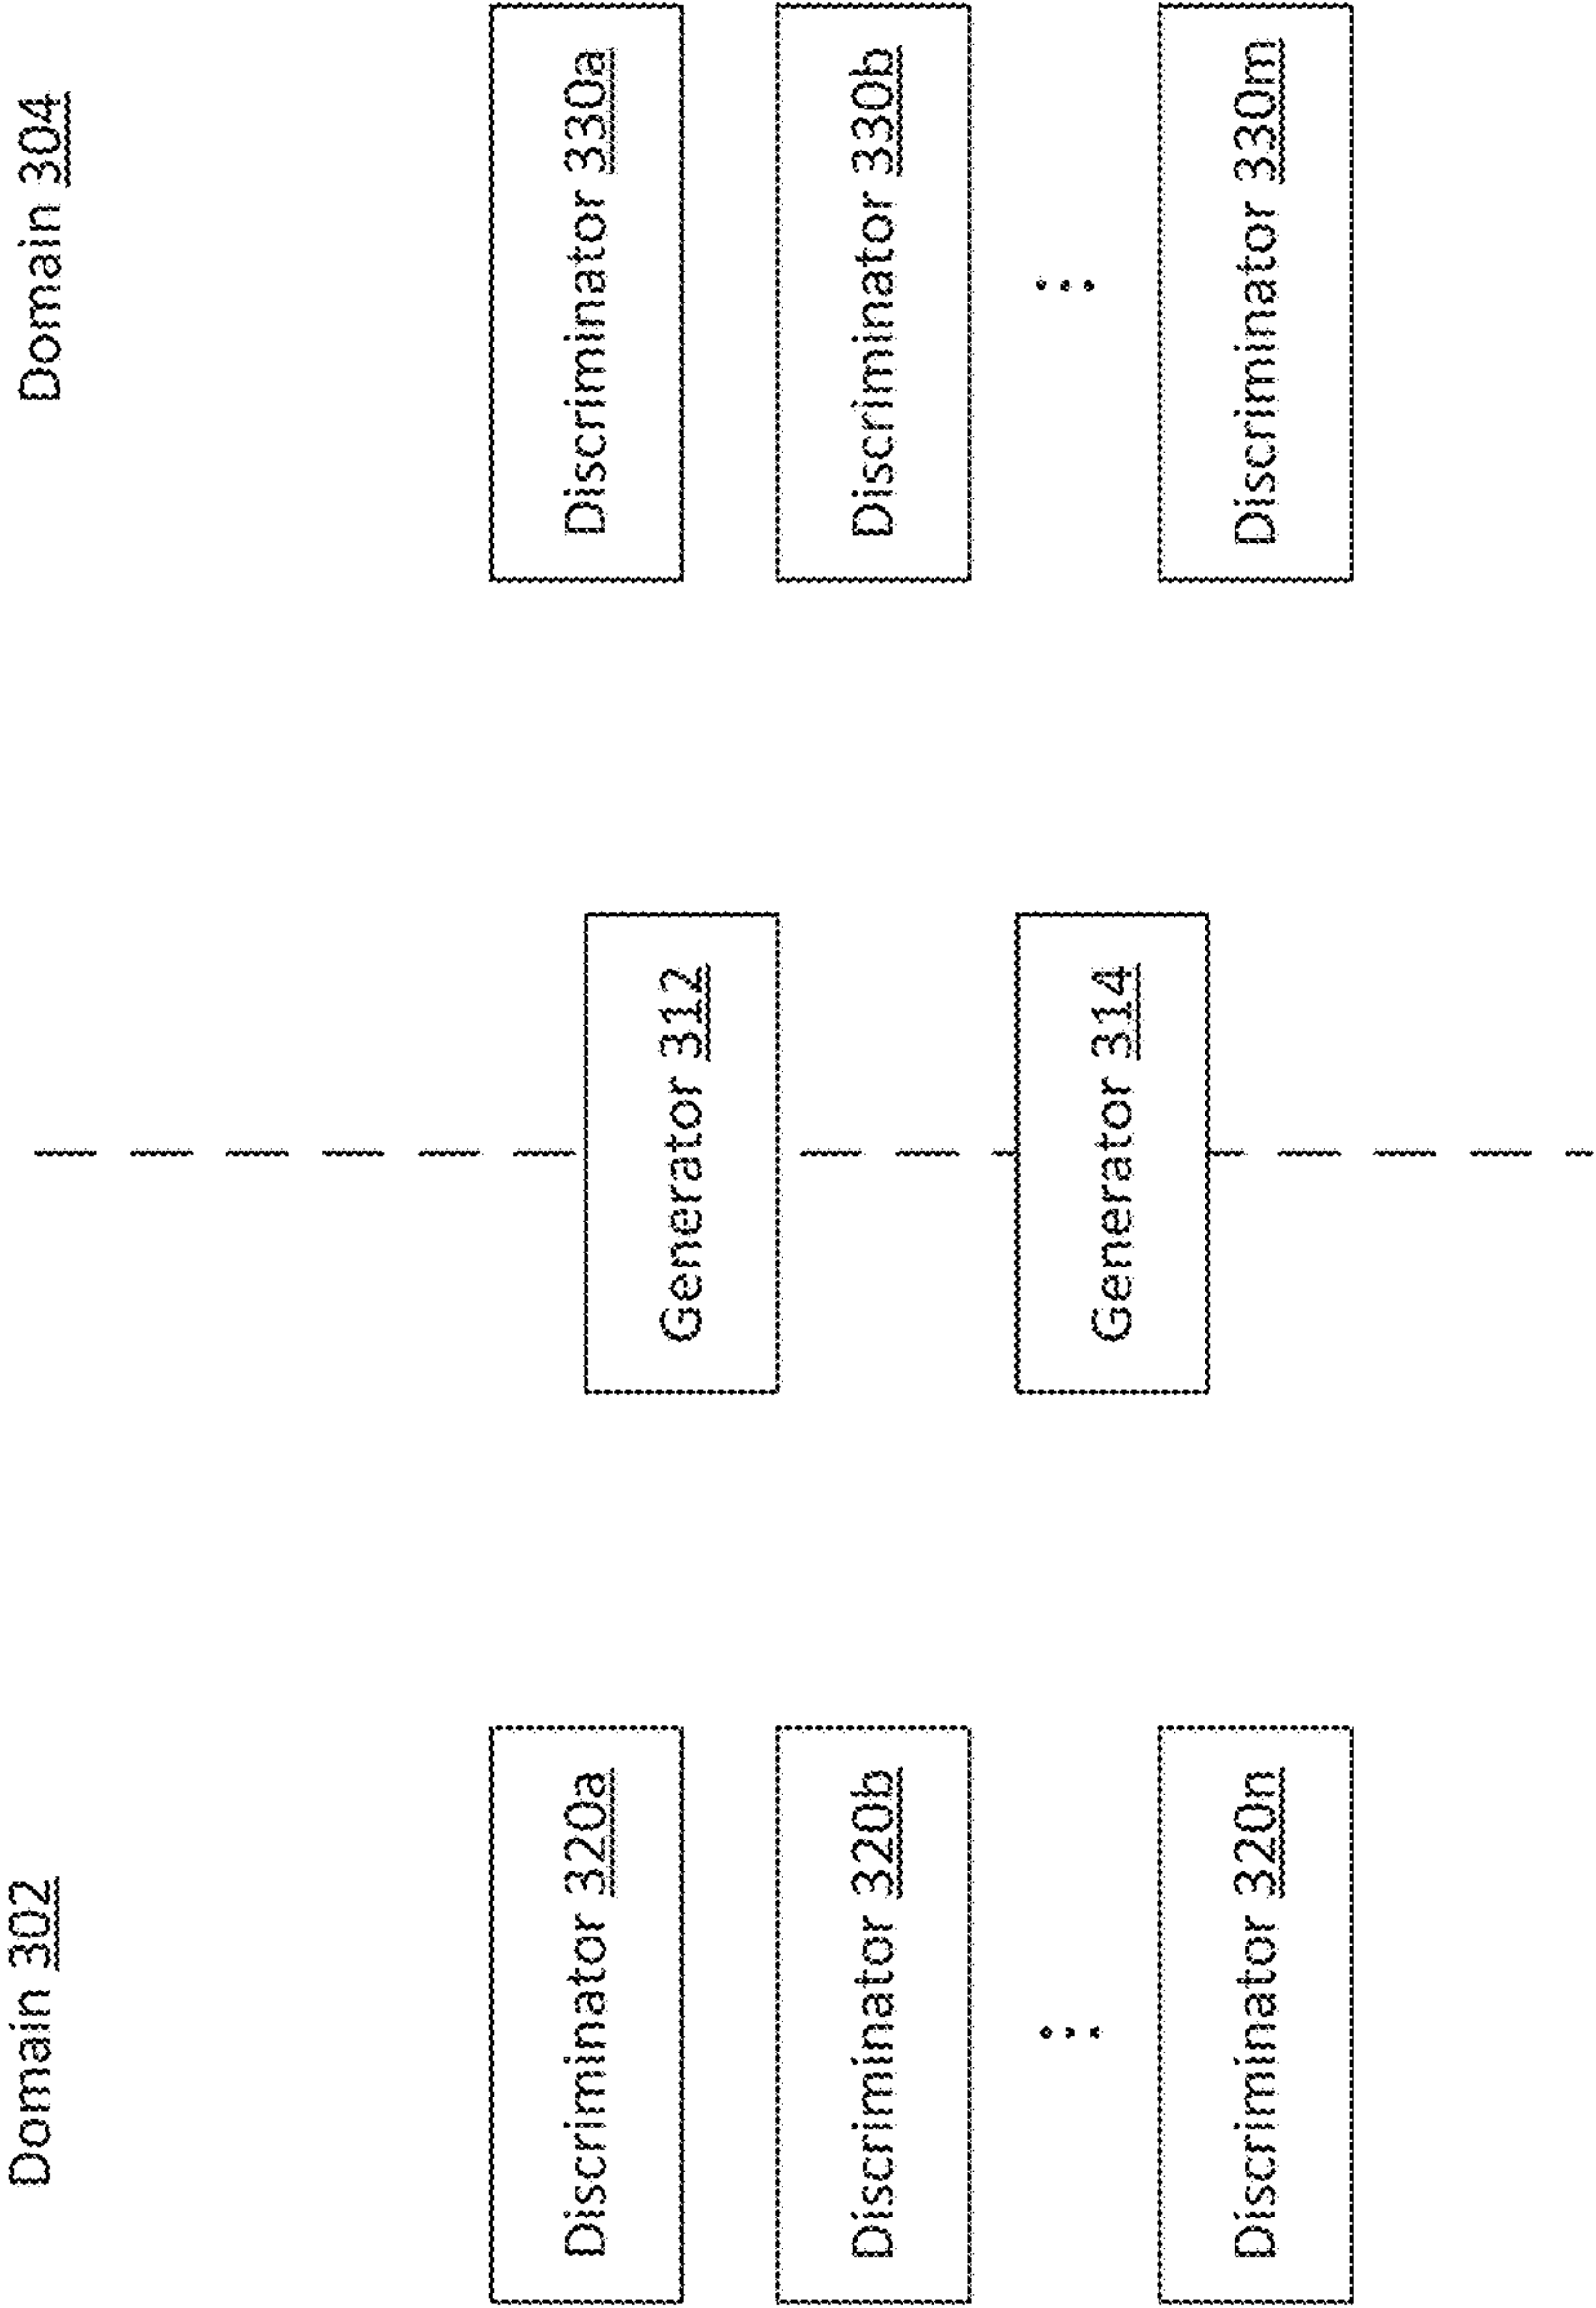 Domain 302
Domain 304
Discriminator 320a
Generator 312
Discriminator 330a
Discriminator 320b
Generator 314
Discriminator 330b
...
...
Discriminator 320n
Discriminator 330m